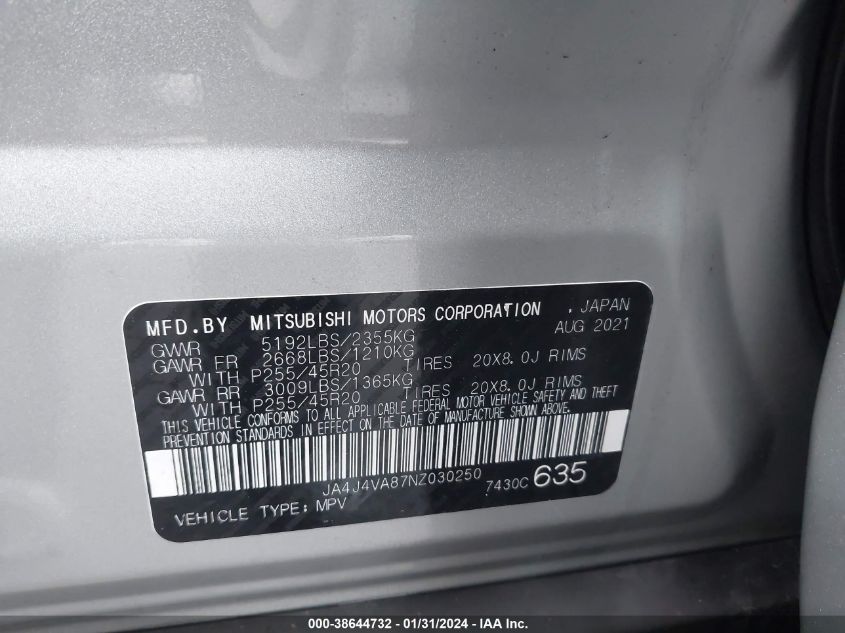 MFD.BY MITSUBISHI MOTORS CORPORATION , JAPAN
GWWR 5192LBS/2355KG AUG 2021
GAWR FR 2668LBS/1210KG
WITH P255/45R20 TIRES 20X8.0J RIMS
GAWR RR 3009LBS/1365KG
WITH P255/45R20 TIRES 20X8.0J RIMS
THIS VEHICLE CONFORMS TO ALL APPLICABLE FEDERAL MOTOR VEHICLE SAFETY AND THEFT
PREVENTION STANDARDS IN EFFECT ON THE DATE OF MANUFACTURE SHOWN ABOVE.
JA4J4VA87NZ030250 7430C 635
VEHICLE TYPE: MPV
000-38644732 - 01/31/2024 - IAA Inc.